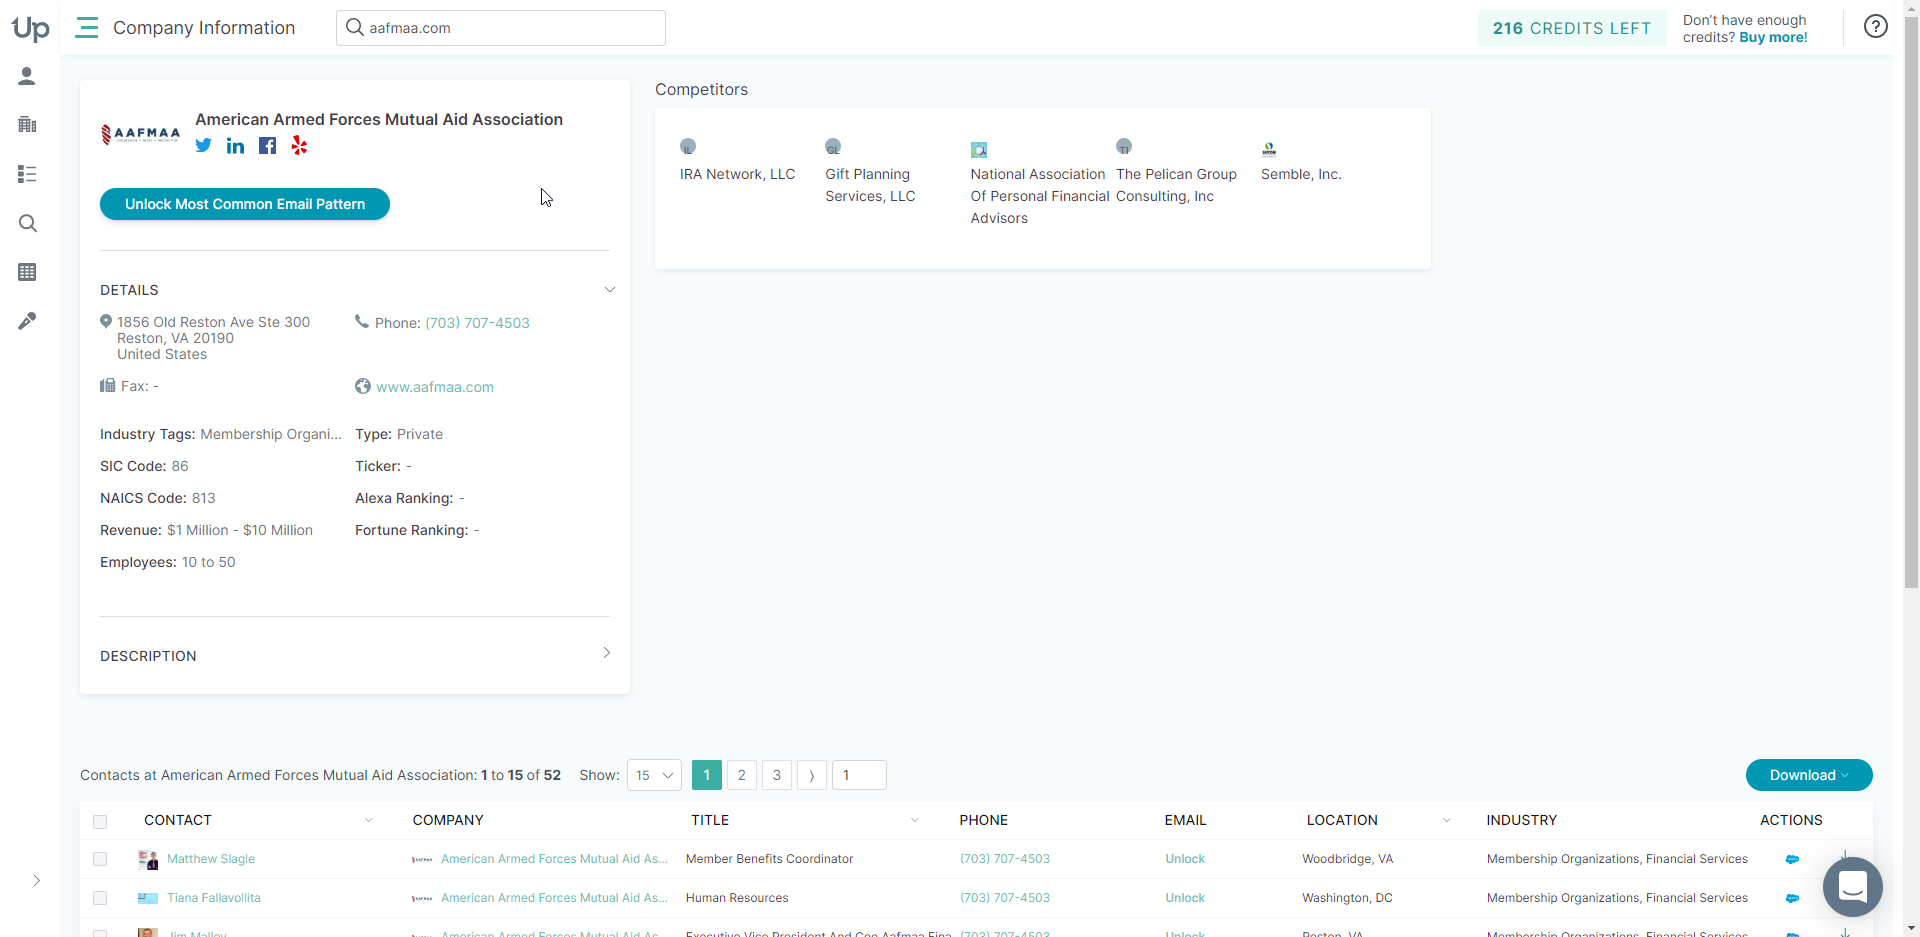 Up
Company Information
aafmaa.com
216 CREDITS LEFT
Don't have enough
credits? Buy more!
AAFMAA
American Armed Forces Mutual Aid Association
Unlock Most Common Email Pattern
DETAILS
1856 Old Reston Ave Ste 300
Reston, VA 20190
United States
Phone: (703) 707-4503
Fax: -
www.aafmaa.com
Industry Tags: Membership Organi...
Type: Private
SIC Code: 86
Ticker: -
NAICS Code: 813
Alexa Ranking: -
Revenue: $1 Million - $10 Million
Fortune Ranking: -
Employees: 10 to 50
DESCRIPTION
Competitors
IL
IRA Network, LLC
GL
Gift Planning
Services, LLC
National Association
Of Personal Financial
Advisors
TI
The Pelican Group
Consulting, Inc
Semble, Inc.
Contacts at American Armed Forces Mutual Aid Association: 1 to 15 of 52
Show: 15
1 2 3 ⟩ 1
Download
CONTACT COMPANY TITLE PHONE EMAIL LOCATION INDUSTRY ACTIONS
Matthew Slagle American Armed Forces Mutual Aid As... Member Benefits Coordinator (703) 707-4503 Unlock Woodbridge, VA Membership Organizations, Financial Services
Tiana Fallavollita American Armed Forces Mutual Aid As... Human Resources (703) 707-4503 Unlock Washington, DC Membership Organizations, Financial Services
Jim Malloy American Armed Forces Mutual Aid As... Executive Vice President And Coo Aafmaa Fina (703) 707-4503 Unlock Reston, VA Membership Organizations, Financial Services